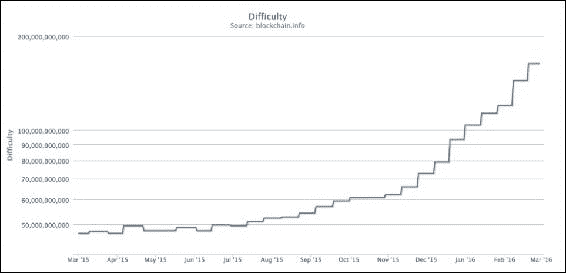 Difficulty
Source: blockchain.info
200,000,000,000
100,000,000,000
90,000,000,000
80,000,000,000
70,000,000,000
60,000,000,000
50,000,000,000
Difficulty
Mar '15 Apr '15 May '15 Jun '15 Jul '15 Aug '15 Sep '15 Oct '15 Nov '15 Dec '15 Jan '16 Feb '16 Mar '16